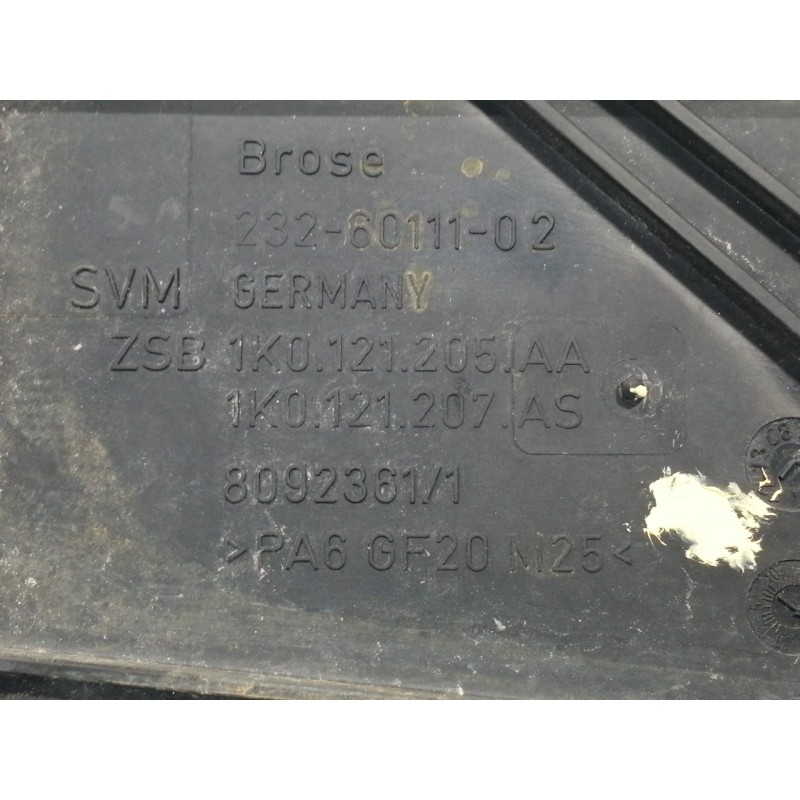 Brose
232-60111-02
SVM GERMANY
ZSB 1K0.121.205.AA
1K0.121.207.AS
8092361/1
>PA6 GF20 M25<